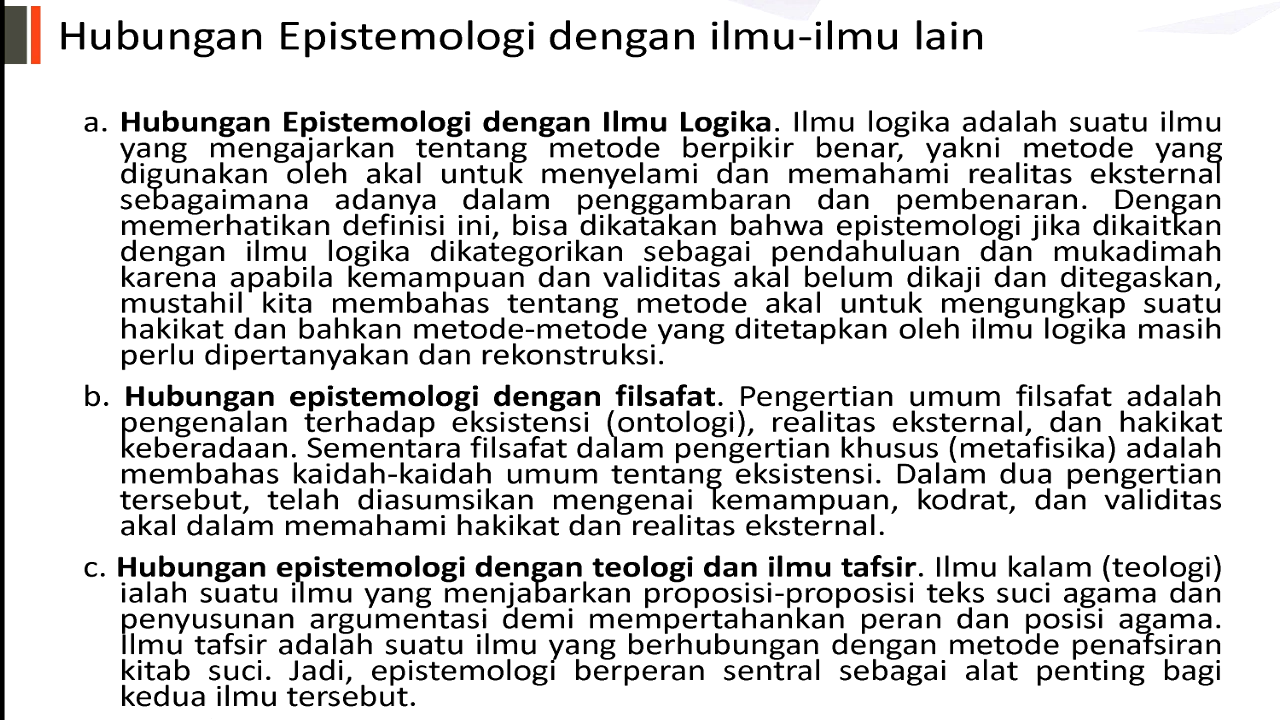 Hubungan Epistemologi dengan ilmu-ilmu lain
a. Hubungan Epistemologi dengan Ilmu Logika. Ilmu logika adalah suatu ilmu
yang mengajarkan tentang metode berpikir benar, yakni metode yang
digunakan oleh akal untuk menyelami dan memahami realitas eksternal
sebagaimana adanya dalam penggambaran dan pembenaran. Dengan
memerhatikan definisi ini, bisa dikatakan bahwa epistemologi jika dikaitkan
dengan ilmu logika dikategorikan sebagai pendahuluan dan mukadimah
karena apabila kemampuan dan validitas akal belum dikaji dan ditegaskan,
mustahil kita membahas tentang metode akal untuk mengungkap suatu
hakikat dan bahkan metode-metode yang ditetapkan oleh ilmu logika masih
perlu dipertanyakan dan rekonstruksi.
b. Hubungan epistemologi dengan filsafat. Pengertian umum filsafat adalah
pengenalan terhadap eksistensi (ontologi), realitas eksternal, dan hakikat
keberadaan. Sementara filsafat dalam pengertian khusus (metafisika) adalah
membahas kaidah-kaidah umum tentang eksistensi. Dalam dua pengertian
tersebut, telah diasumsikan mengenai kemampuan, kodrat, dan validitas
akal dalam memahami hakikat dan realitas eksternal.
c. Hubungan epistemologi dengan teologi dan ilmu tafsir. Ilmu kalam (teologi)
ialah suatu ilmu yang menjabarkan proposisi-proposisi teks suci agama dan
penyusunan argumentasi demi mempertahankan peran dan posisi agama.
Ilmu tafsir adalah suatu ilmu yang berhubungan dengan metode penafsiran
kitab suci. Jadi, epistemologi berperan sentral sebagai alat penting bagi
kedua ilmu tersebut.